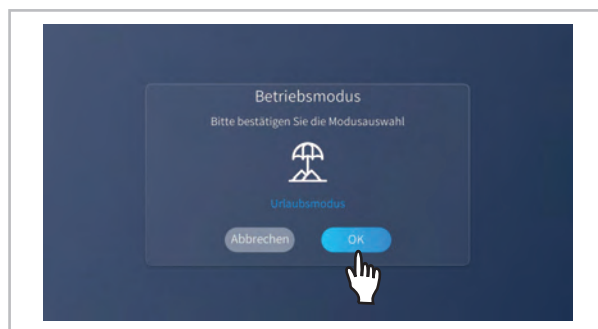 Betriebsmodus
Bitte bestätigen Sie die Modusauswahl
Urlaubsmodus
Abbrechen OK